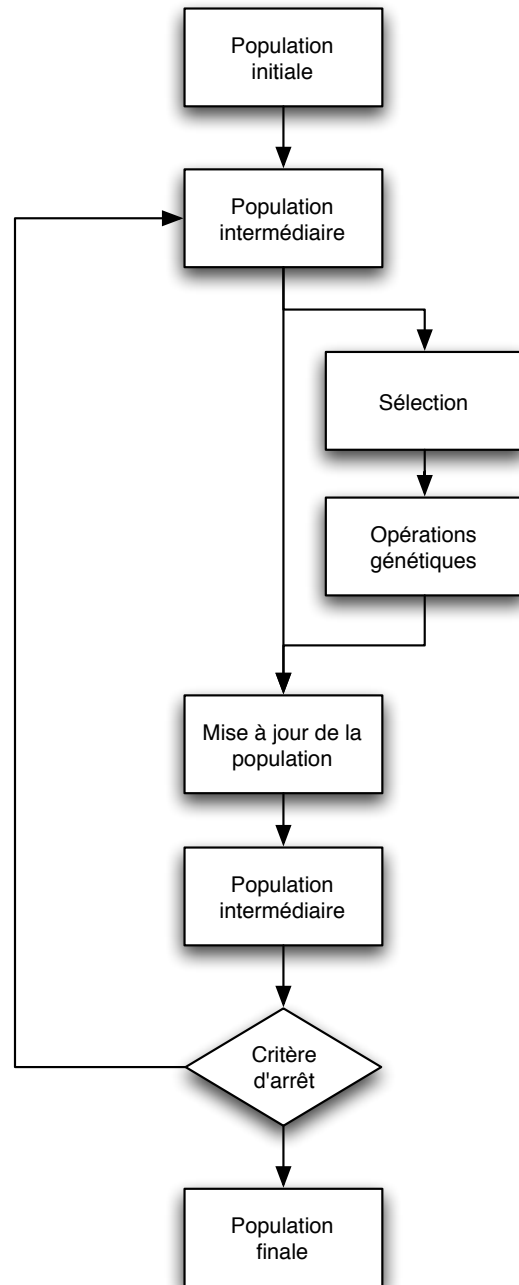 Population
initiale
Population
intermédiaire
Sélection
Opérations
génétiques
Mise à jour de la
population
Population
intermédiaire
Critère
d'arrêt
Population
finale